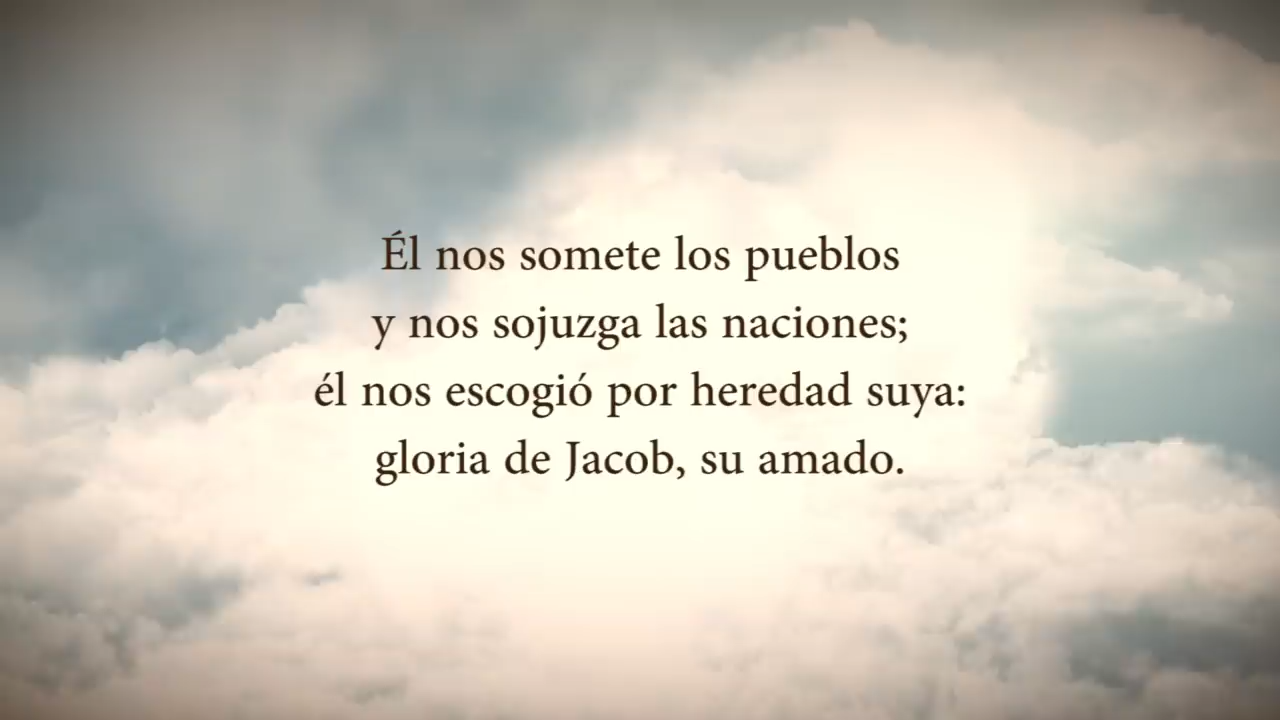 Él nos somete los pueblos
y nos sojuzga las naciones;
él nos escogió por heredad suya:
gloria de Jacob, su amado.